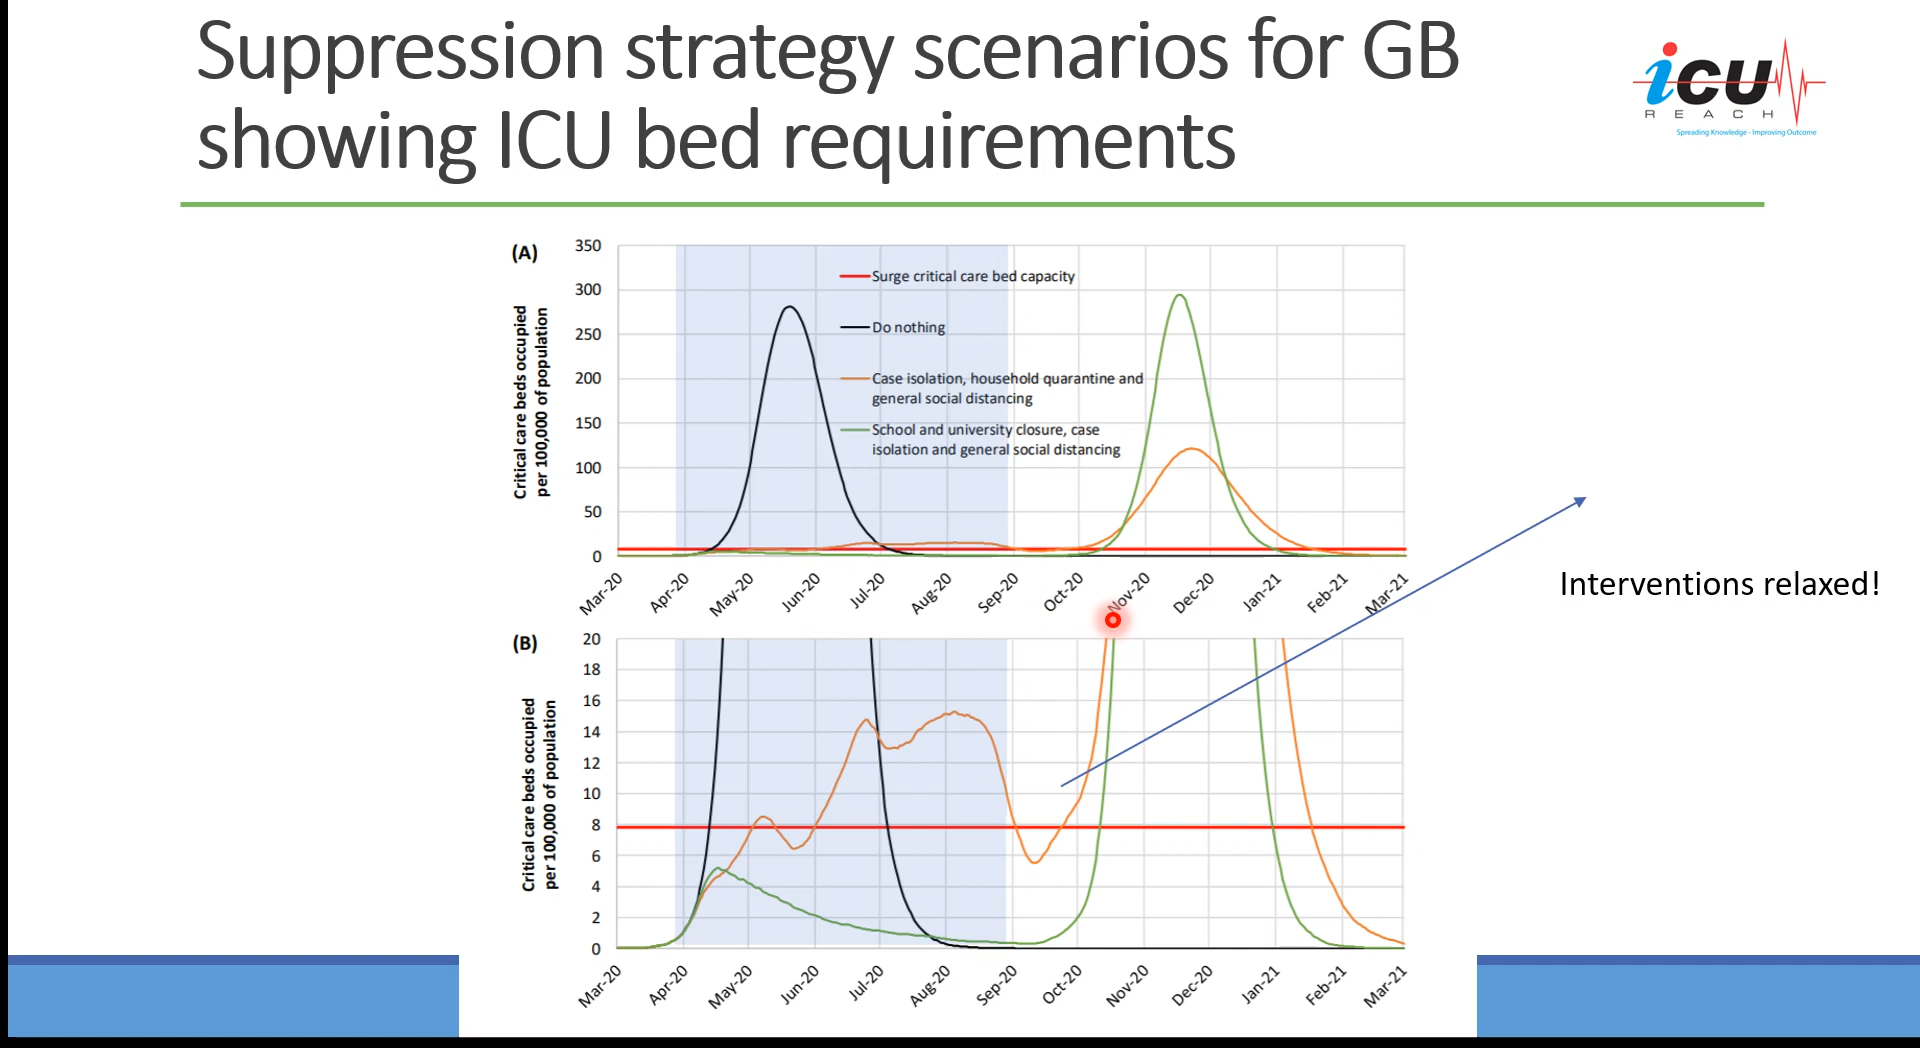 Suppression strategy scenarios for GB
showing ICU bed requirements
icu
REACH
Spreading Knowledge - Improving Outcome
(A)
Critical care beds occupied
per 100,000 of population
350
300
250
200
150
100
50
0
Surge critical care bed capacity
Do nothing
Case isolation, household quarantine and
general social distancing
School and university closure, case
isolation and general social distancing
Mar-20 Apr-20 May-20 Jun-20 Jul-20 Aug-20 Sep-20 Oct-20 Nov-20 Dec-20 Jan-21 Feb-21 Mar-21
Interventions relaxed!
(B)
Critical care beds occupied
per 100,000 of population
20
18
16
14
12
10
8
6
4
2
0
Mar-20 Apr-20 May-20 Jun-20 Jul-20 Aug-20 Sep-20 Oct-20 Nov-20 Dec-20 Jan-21 Feb-21 Mar-21